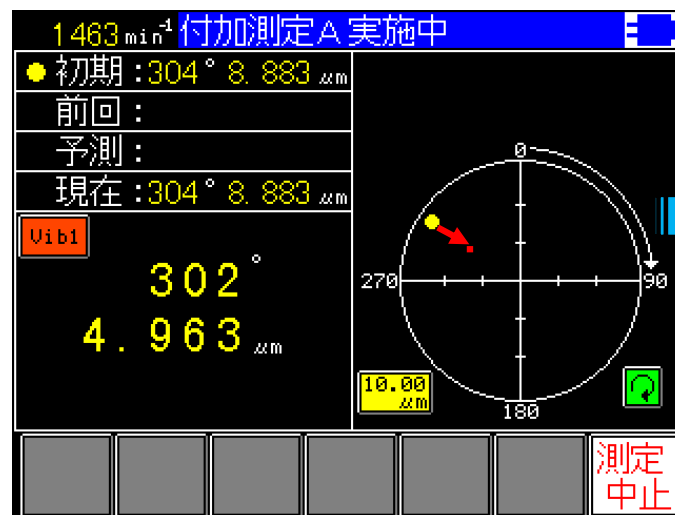 1463 min⁻¹ 付加測定A実施中
初期:304° 8.883 μm
前回:
予測:
現在:304° 8.883 μm
Vib1
302°
4.963 μm
0
270
90
180
10.00
μm
測定
中止